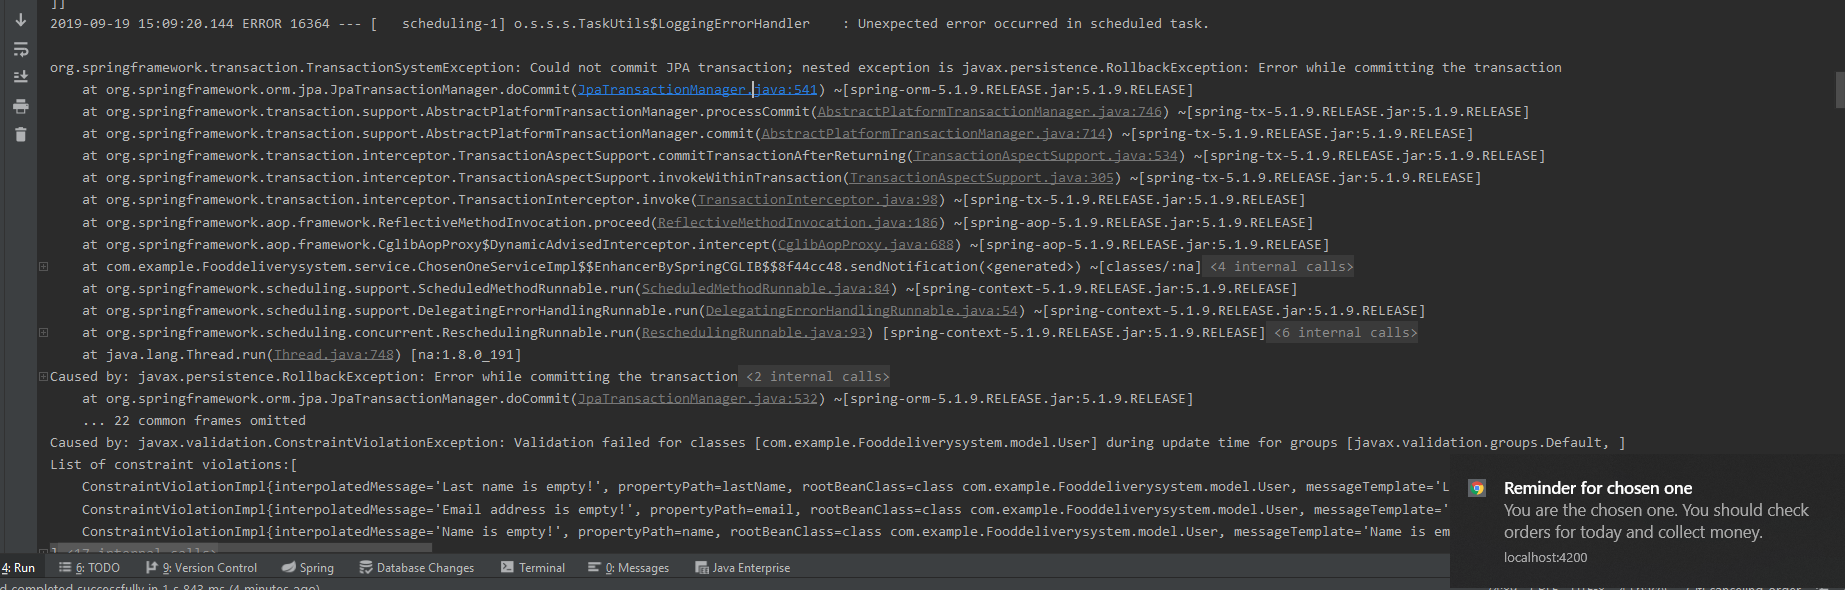 ]]
2019-09-19 15:09:20.144 ERROR 16364 --- [   scheduling-1] o.s.s.s.TaskUtils$LoggingErrorHandler    : Unexpected error occurred in scheduled task.
org.springframework.transaction.TransactionSystemException: Could not commit JPA transaction; nested exception is javax.persistence.RollbackException: Error while committing the transaction
at org.springframework.orm.jpa.JpaTransactionManager.doCommit(JpaTransactionManager.java:541) ~[spring-orm-5.1.9.RELEASE.jar:5.1.9.RELEASE]
at org.springframework.transaction.support.AbstractPlatformTransactionManager.processCommit(AbstractPlatformTransactionManager.java:746) ~[spring-tx-5.1.9.RELEASE.jar:5.1.9.RELEASE]
at org.springframework.transaction.support.AbstractPlatformTransactionManager.commit(AbstractPlatformTransactionManager.java:714) ~[spring-tx-5.1.9.RELEASE.jar:5.1.9.RELEASE]
at org.springframework.transaction.interceptor.TransactionAspectSupport.commitTransactionAfterReturning(TransactionAspectSupport.java:534) ~[spring-tx-5.1.9.RELEASE.jar:5.1.9.RELEASE]
at org.springframework.transaction.interceptor.TransactionAspectSupport.invokeWithinTransaction(TransactionAspectSupport.java:305) ~[spring-tx-5.1.9.RELEASE.jar:5.1.9.RELEASE]
at org.springframework.transaction.interceptor.TransactionInterceptor.invoke(TransactionInterceptor.java:98) ~[spring-tx-5.1.9.RELEASE.jar:5.1.9.RELEASE]
at org.springframework.aop.framework.ReflectiveMethodInvocation.proceed(ReflectiveMethodInvocation.java:186) ~[spring-aop-5.1.9.RELEASE.jar:5.1.9.RELEASE]
at org.springframework.aop.framework.CglibAopProxy$DynamicAdvisedInterceptor.intercept(CglibAopProxy.java:688) ~[spring-aop-5.1.9.RELEASE.jar:5.1.9.RELEASE]
at com.example.Fooddeliverysystem.service.ChosenOneServiceImpl$$EnhancerBySpringCGLIB$$8f44cc48.sendNotification(<generated>) ~[classes/:na] <4 internal calls>
at org.springframework.scheduling.support.ScheduledMethodRunnable.run(ScheduledMethodRunnable.java:84) ~[spring-context-5.1.9.RELEASE.jar:5.1.9.RELEASE]
at org.springframework.scheduling.support.DelegatingErrorHandlingRunnable.run(DelegatingErrorHandlingRunnable.java:54) ~[spring-context-5.1.9.RELEASE.jar:5.1.9.RELEASE]
at org.springframework.scheduling.concurrent.ReschedulingRunnable.run(ReschedulingRunnable.java:93) [spring-context-5.1.9.RELEASE.jar:5.1.9.RELEASE] <6 internal calls>
at java.lang.Thread.run(Thread.java:748) [na:1.8.0_191]
Caused by: javax.persistence.RollbackException: Error while committing the transaction <2 internal calls>
at org.springframework.orm.jpa.JpaTransactionManager.doCommit(JpaTransactionManager.java:532) ~[spring-orm-5.1.9.RELEASE.jar:5.1.9.RELEASE]
... 22 common frames omitted
Caused by: javax.validation.ConstraintViolationException: Validation failed for classes [com.example.Fooddeliverysystem.model.User] during update time for groups [javax.validation.groups.Default, ]
List of constraint violations:[
ConstraintViolationImpl{interpolatedMessage='Last name is empty!', propertyPath=lastName, rootBeanClass=class com.example.Fooddeliverysystem.model.User, messageTemplate='L
ConstraintViolationImpl{interpolatedMessage='Email address is empty!', propertyPath=email, rootBeanClass=class com.example.Fooddeliverysystem.model.User, messageTemplate='
ConstraintViolationImpl{interpolatedMessage='Name is empty!', propertyPath=name, rootBeanClass=class com.example.Fooddeliverysystem.model.User, messageTemplate='Name is em
] <17 internal calls>
Reminder for chosen one
You are the chosen one. You should check
orders for today and collect money.
localhost:4200
4: Run 6: TODO 9: Version Control Spring Database Changes Terminal 0: Messages Java Enterprise
d completed successfully in 1 s 843 ms (4 minutes ago)